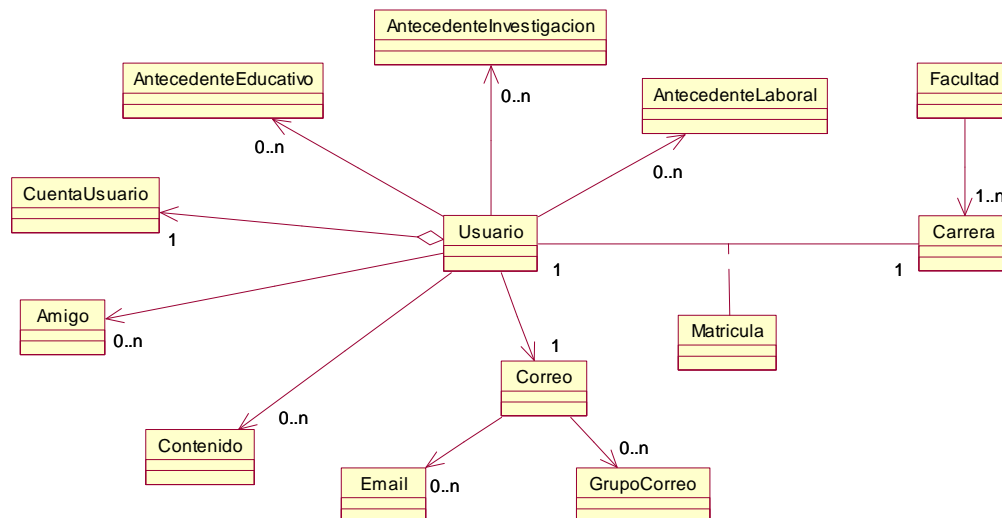 AntecedenteInvestigacion
0..n
AntecedenteEducativo
0..n
AntecedenteLaboral
0..n
Facultad
1..n
CuentaUsuario
1
Usuario
1
Carrera
1
Amigo
0..n
Matricula
1
Correo
Contenido
0..n
Email
0..n
GrupoCorreo
0..n